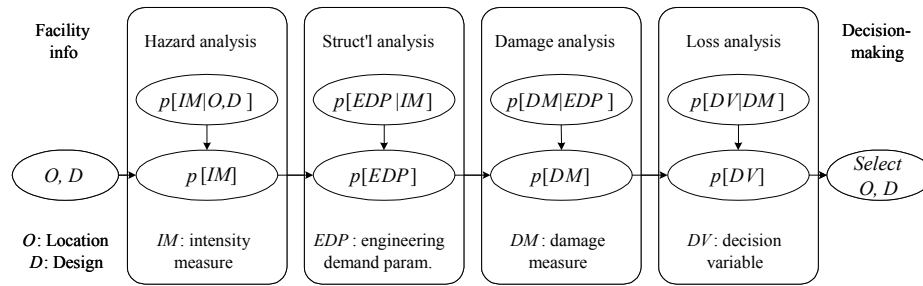 Facility
info
Hazard analysis
Struct'l analysis
Damage analysis
Loss analysis
Decision-
making
p[IM|O,D]
p[EDP|IM]
p[DM|EDP]
p[DV|DM]
O, D
p[IM]
p[EDP]
p[DM]
p[DV]
Select
O, D
O: Location
D: Design
IM: intensity
measure
EDP: engineering
demand param.
DM: damage
measure
DV: decision
variable